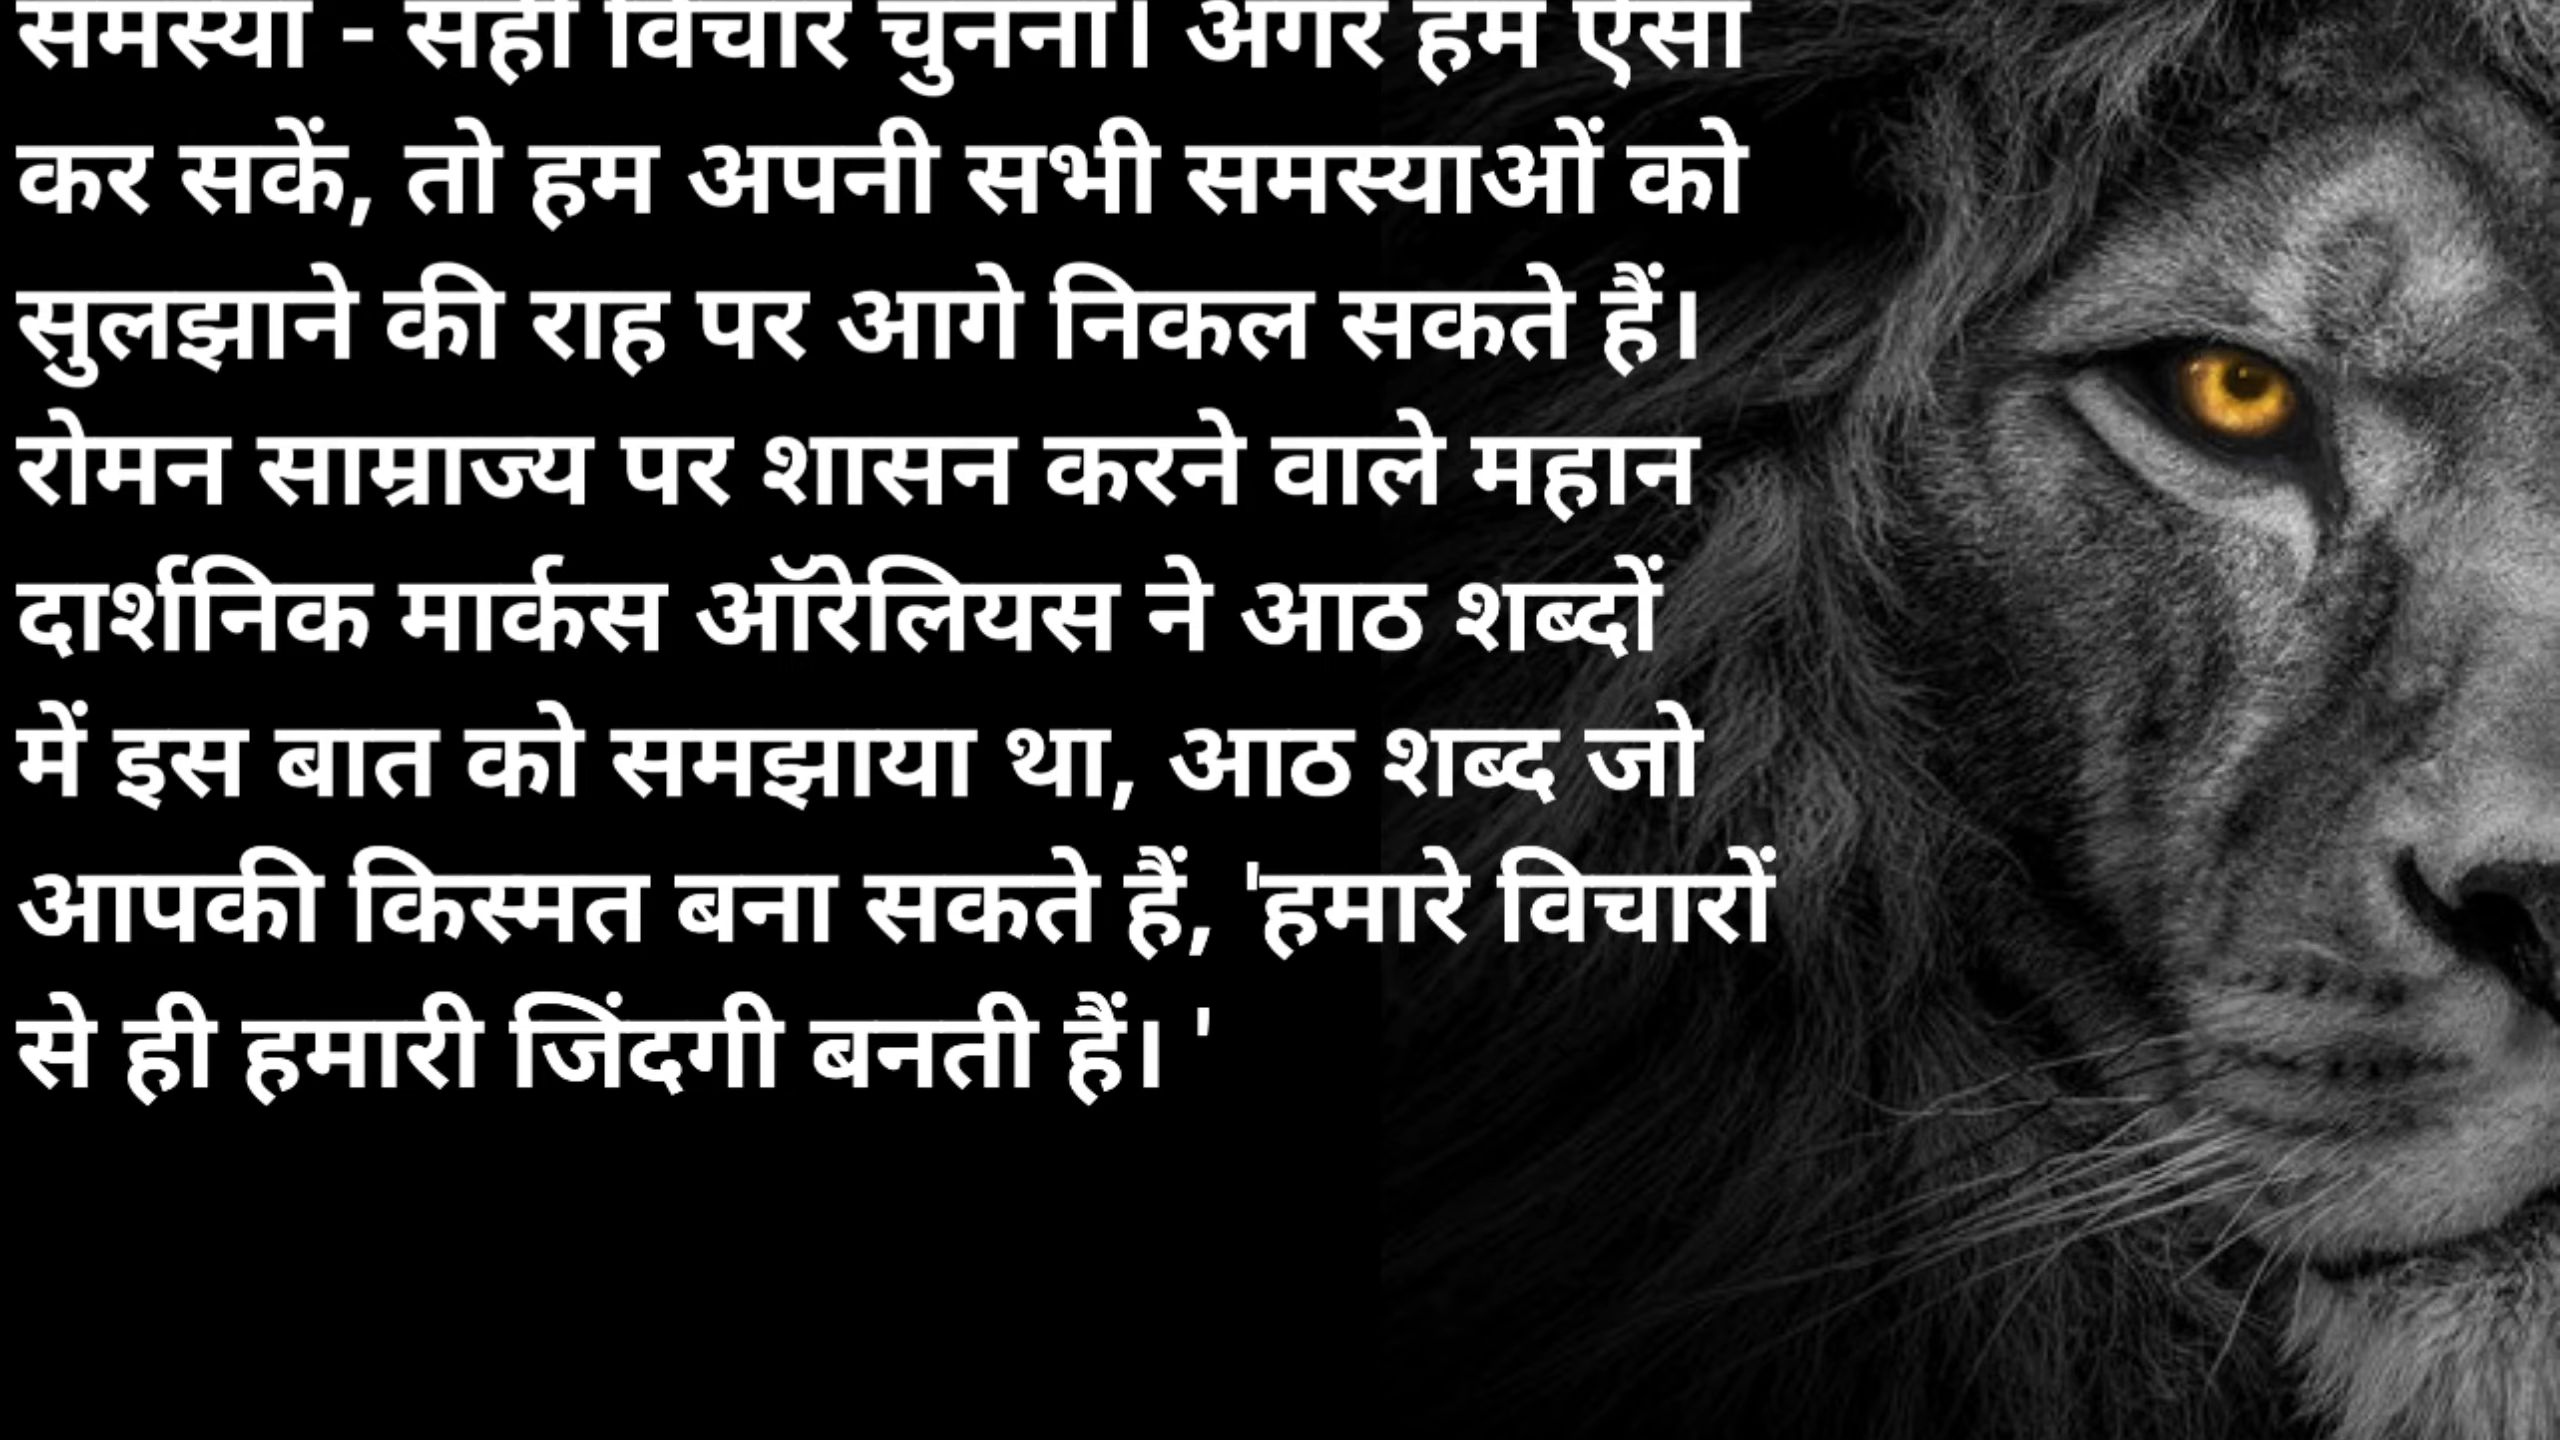 समस्या - सही विचार चुनना। अगर हम ऐसा
कर सकें, तो हम अपनी सभी समस्याओं को
सुलझाने की राह पर आगे निकल सकते हैं।
रोमन साम्राज्य पर शासन करने वाले महान
दार्शनिक मार्कस ऑरेलियस ने आठ शब्दों
में इस बात को समझाया था, आठ शब्द जो
आपकी किस्मत बना सकते हैं, 'हमारे विचारों
से ही हमारी जिंदगी बनती हैं। '